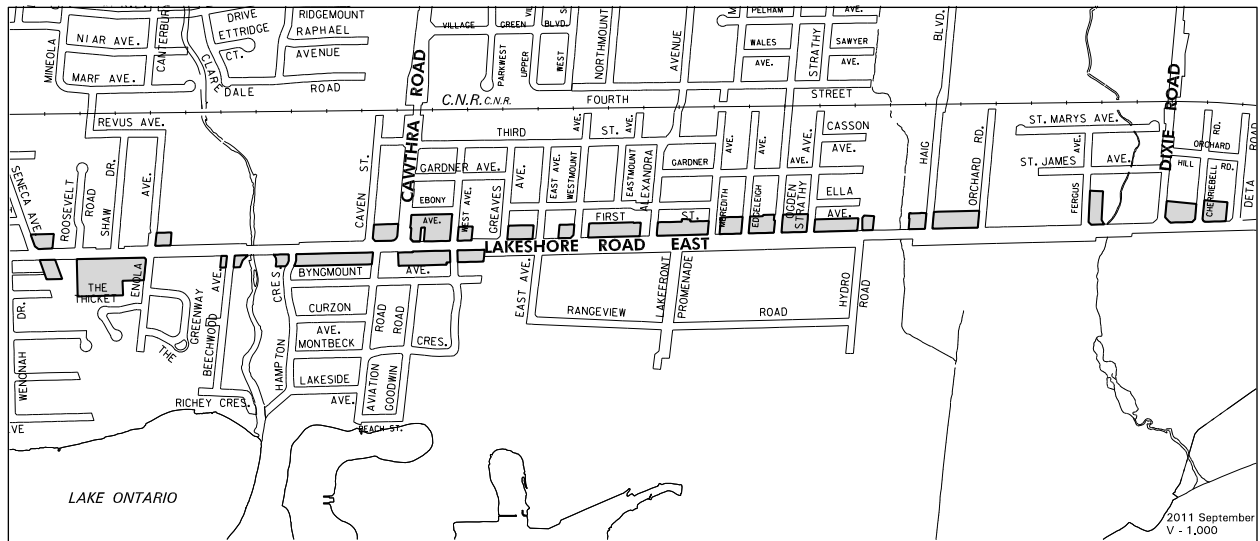 DRIVE
RIDGEMOUNT
ETTRIDGE
RAPHAEL
CT.
AVENUE
NIAR AVE.
CANTERBURY
MINEOLA
MARF AVE.
CLARE
DALE ROAD
REVUS AVE.
VILLAGE GREEN BLVD.
PARKWEST
UPPER
WEST
NORTHMOUNT
AVENUE
PELHAM AVE.
WALES
AVE.
STRATHY
SAWYER
AVE.
BLVD.
C.N.R. C.N.R.
FOURTH STREET
CAWTHRA ROAD
DIXIE ROAD
THIRD ST.
AVE.
AVE.
GARDNER AVE.
GARDNER
CASSON
AVE.
ELLA
AVE.
HAIG
ORCHARD RD.
ST. MARYS AVE.
ST. JAMES AVE.
AVE.
FERGUS
ORCHARD
RD.
HILL
CHERRIEBELL RD.
DELTA ROAD
SENECA AVE.
ROOSEVELT
ROAD
SHAW DR.
AVE.
CAVEN ST.
EBONY
AVE.
WEST AVE.
GREAVES AVE.
EAST AVE.
WESTMOUNT
EASTMOUNT
ALEXANDRA
FIRST ST.
MEREDITH AVE.
EDGELEIGH AVE.
OGDEN AVE.
STRATHY
LAKESHORE ROAD EAST
THE
THICKET
ENOLA
DR.
WENONAH
GREENWAY
THE
BEECHWOOD AVE.
RICHEY CRES.
HAMPTON CRES.
BYNGMOUNT AVE.
CURZON
AVE.
MONTBECK CRES.
LAKESIDE
AVE.
AVIATION ROAD
GOODWIN ROAD
BEACH ST.
EAST AVE.
RANGEVIEW ROAD
LAKEFRONT
PROMENADE
HYDRO
ROAD
VE
LAKE ONTARIO
2011 September
V - 1.000